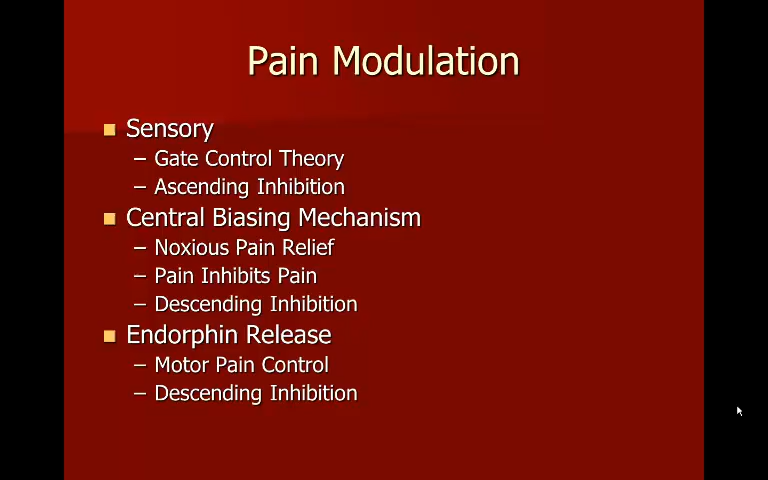 Pain Modulation
Sensory
– Gate Control Theory
– Ascending Inhibition
Central Biasing Mechanism
– Noxious Pain Relief
– Pain Inhibits Pain
– Descending Inhibition
Endorphin Release
– Motor Pain Control
– Descending Inhibition